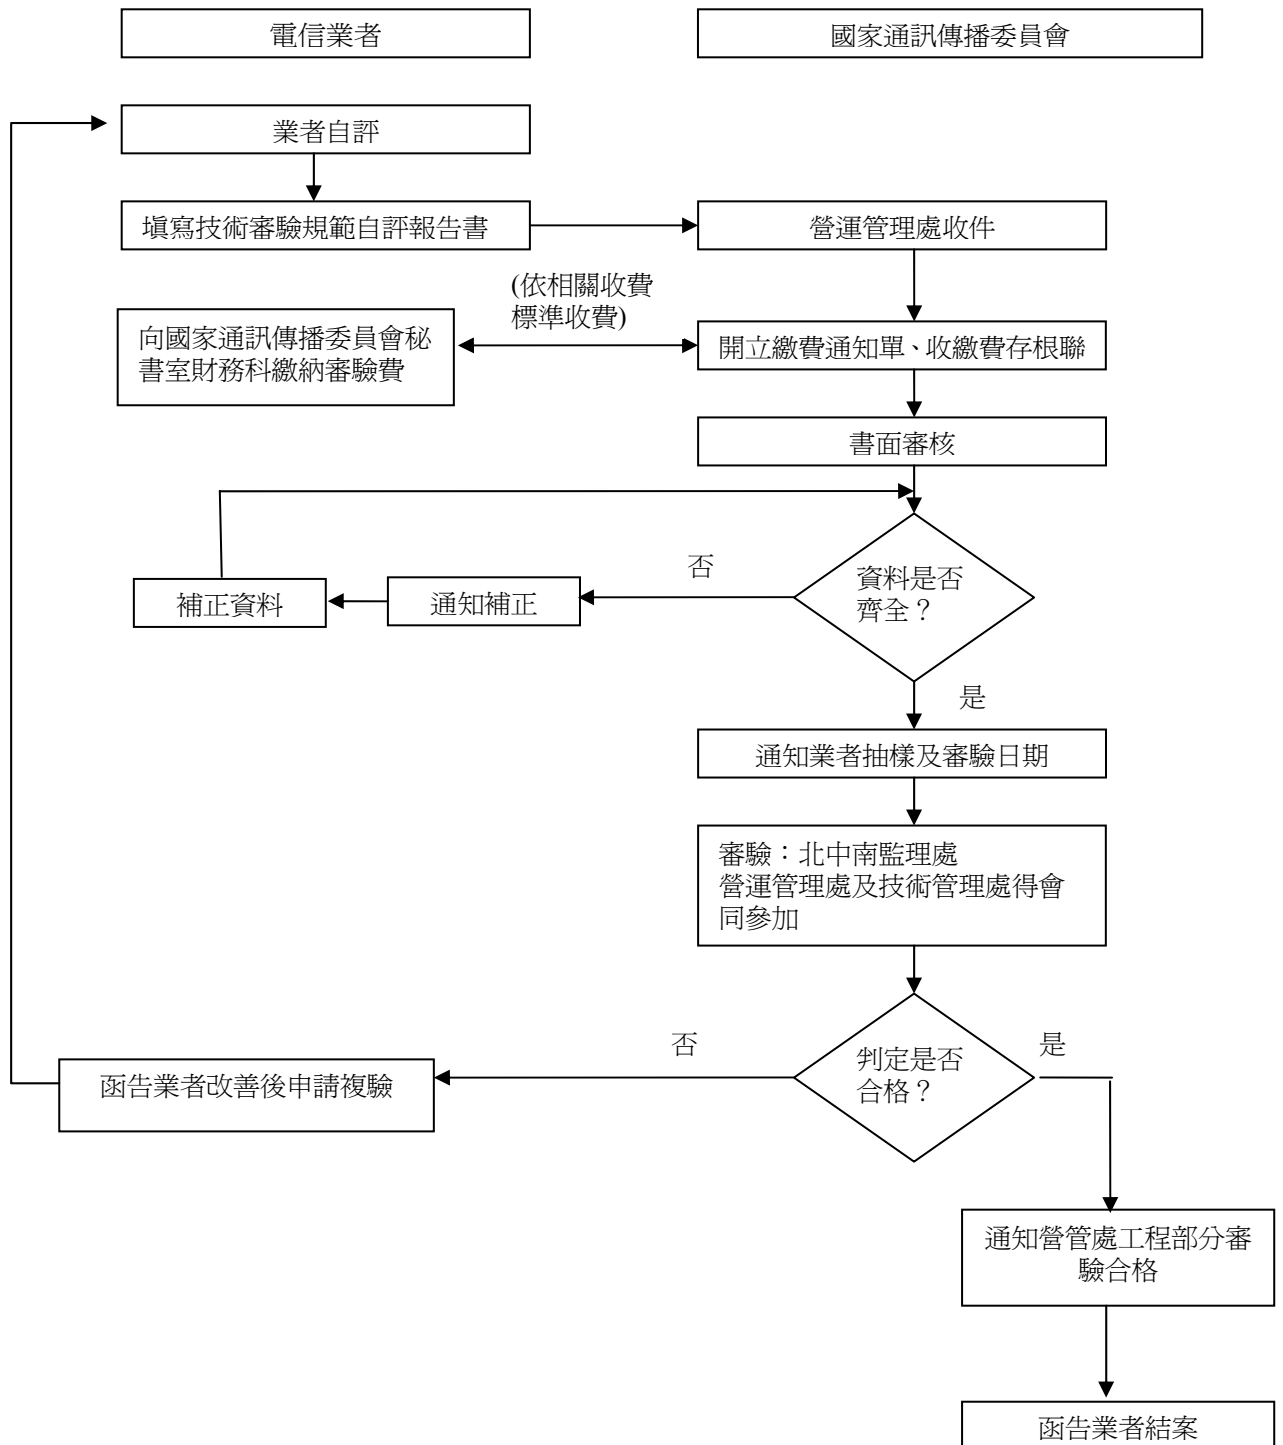 電信業者
國家通訊傳播委員會
業者自評
填寫技術審驗規範自評報告書
營運管理處收件
(依相關收費
標準收費)
向國家通訊傳播委員會秘
書室財務科繳納審驗費
開立繳費通知單、收繳費存根聯
書面審核
資料是否
齊全？
否
通知補正
補正資料
是
通知業者抽樣及審驗日期
審驗：北中南監理處
營運管理處及技術管理處得會
同參加
判定是否
合格？
否
是
函告業者改善後申請複驗
通知營管處工程部分審
驗合格
函告業者結案